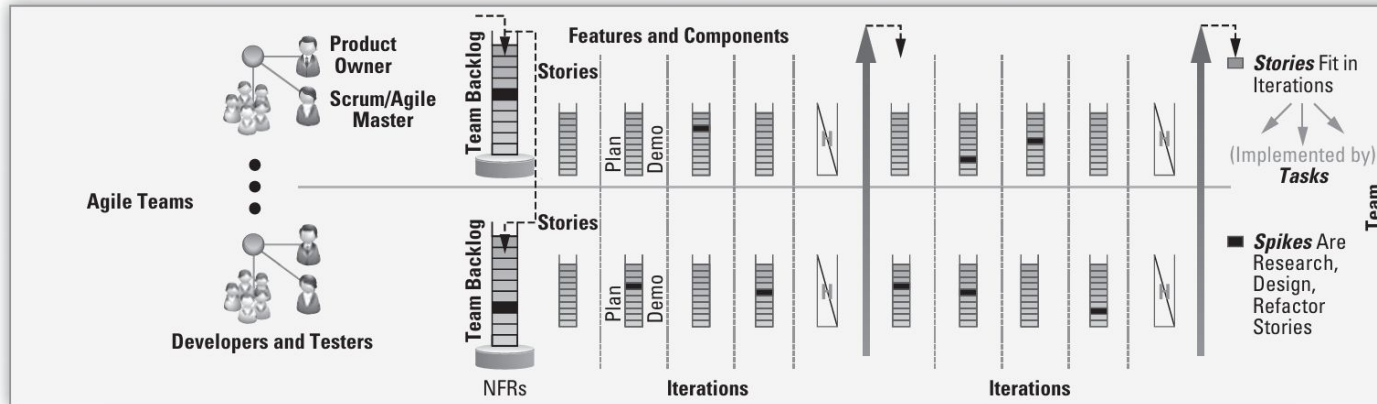 Product
Owner
Scrum/Agile
Master
Agile Teams
Developers and Testers
Team Backlog
Features and Components
Stories
Plan
Demo
H
H
Team Backlog
Stories
Plan
Demo
H
H
NFRs
Iterations
Iterations
Stories Fit in
Iterations
(Implemented by)
Tasks
Spikes Are
Research,
Design,
Refactor
Stories
Team